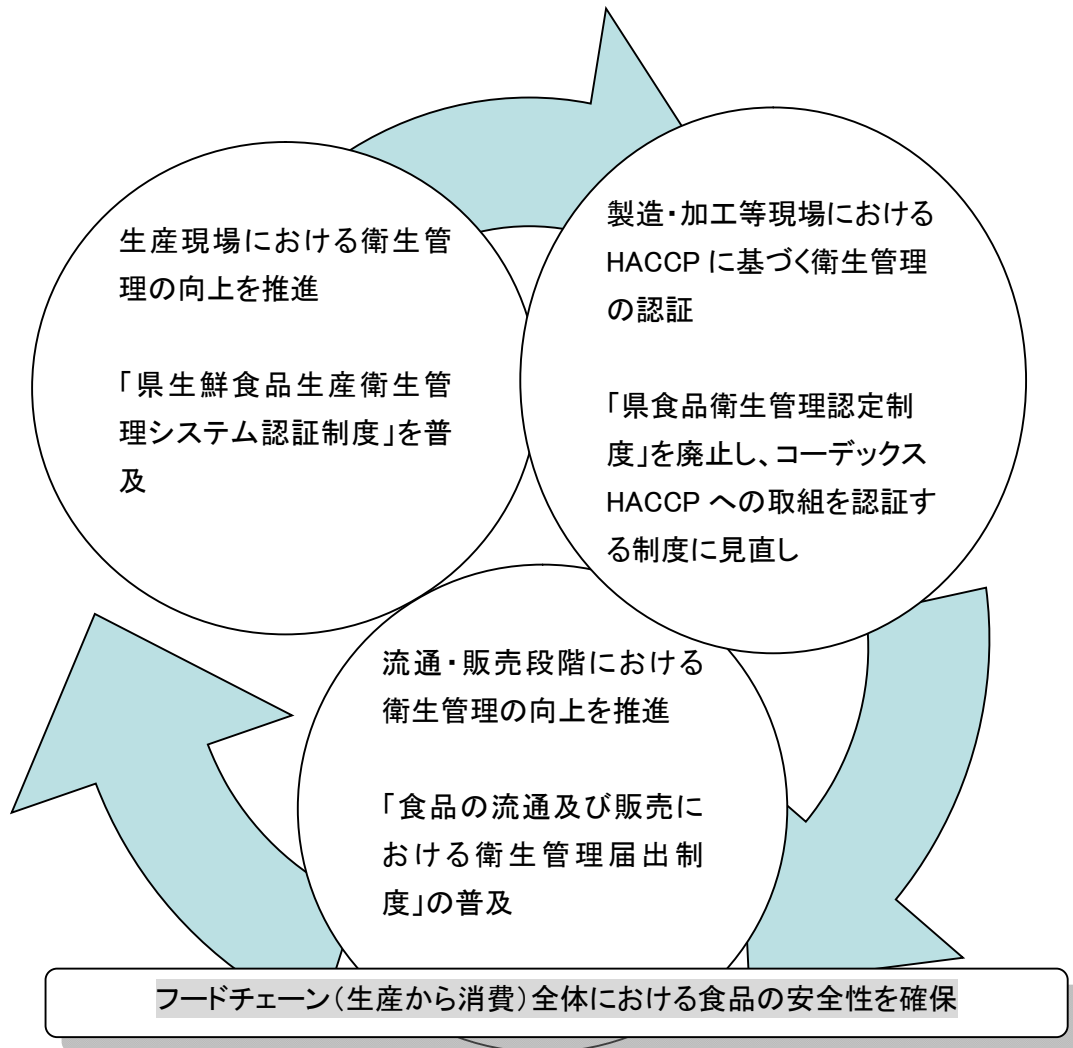 生産現場における衛生管
理の向上を推進
「県生鮮食品生産衛生管
理システム認証制度」を普
及
製造・加工等現場における
HACCP に基づく衛生管理
の認証
「県食品衛生管理認定制
度」を廃止し、コーデックス
HACCP への取組を認証す
る制度に見直し
流通・販売段階における
衛生管理の向上を推進
「食品の流通及び販売に
おける衛生管理届出制
度」の普及
フードチェーン（生産から消費）全体における食品の安全性を確保